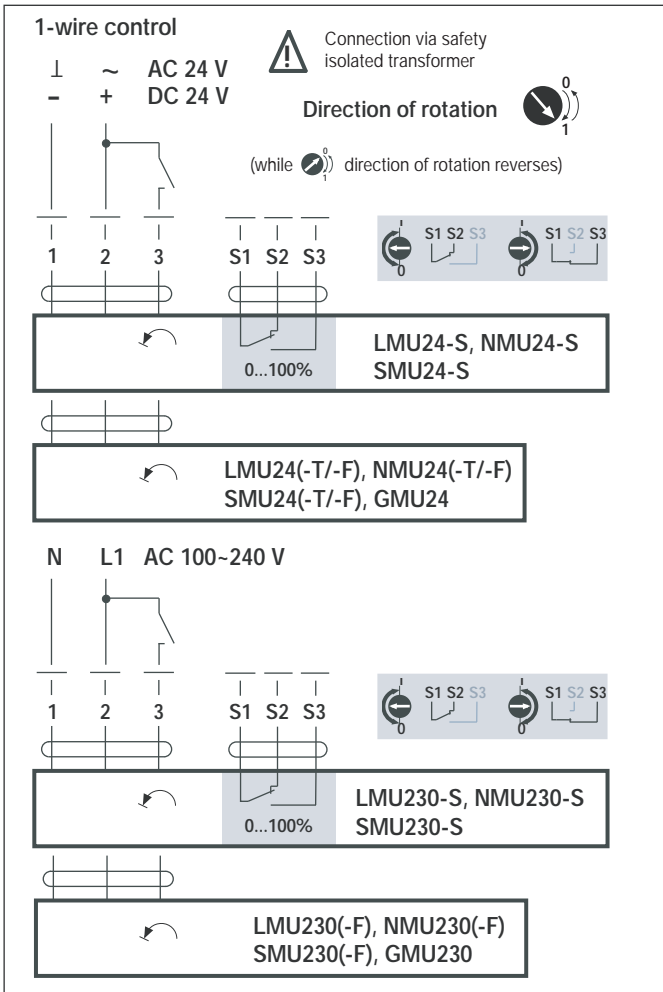 1-wire control
Connection via safety
isolated transformer
⊥ ~ AC 24 V
– + DC 24 V
Direction of rotation
0
1
(while 0 1 direction of rotation reverses)
1 2 3 S1 S2 S3
I 0 S1 S2 S3 I 0 S1 S2 S3
0...100%
LMU24-S, NMU24-S
SMU24-S
LMU24(-T/-F), NMU24(-T/-F)
SMU24(-T/-F), GMU24
N L1 AC 100~240 V
1 2 3 S1 S2 S3
I 0 S1 S2 S3 I 0 S1 S2 S3
0...100%
LMU230-S, NMU230-S
SMU230-S
LMU230(-F), NMU230(-F)
SMU230(-F), GMU230